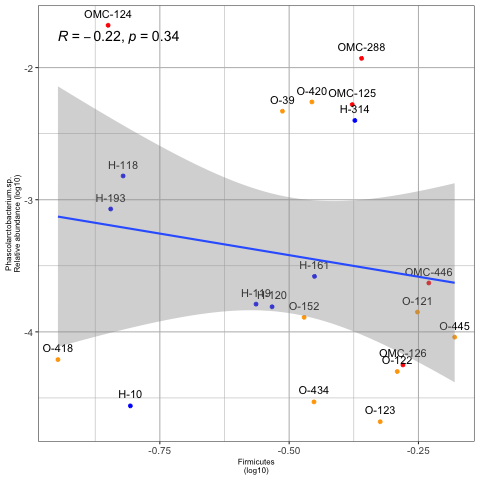 OMC-124
R = −0.22, p = 0.34
OMC-288
O-420
OMC-125
O-39
H-314
H-118
H-193
H-161
OMC-446
H-119
H-120
O-152
O-121
O-445
O-418
OMC-126
O-122
H-10
O-434
O-123
-2
-3
-4
-0.75
-0.50
-0.25
Firmicutes
(log10)
Phascolarctobacterium.sp.
Relative abundance (log10)